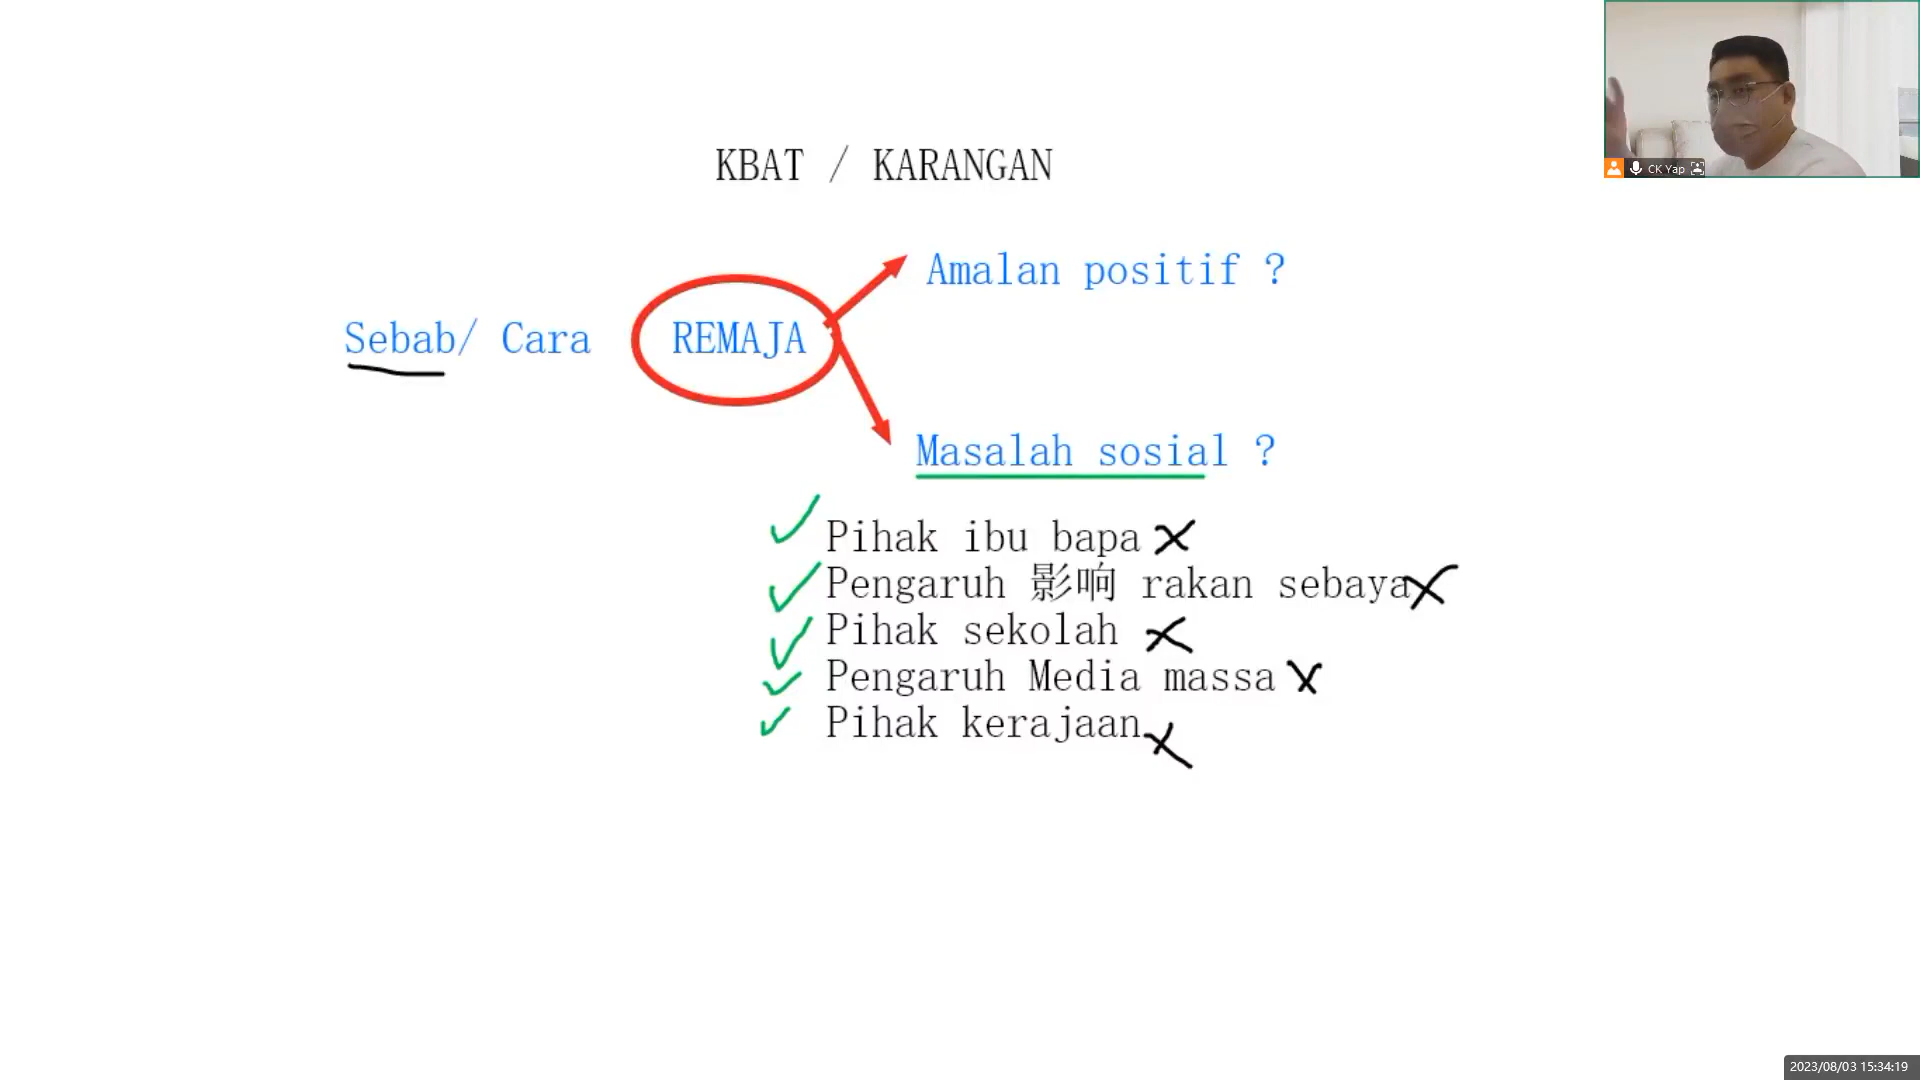 CK Yap
KBAT / KARANGAN
Amalan positif ?
Sebab/ Cara REMAJA
Masalah sosial ?
Pihak ibu bapa
Pengaruh 影响 rakan sebaya
Pihak sekolah
Pengaruh Media massa
Pihak kerajaan
2023/08/03 15:34:19